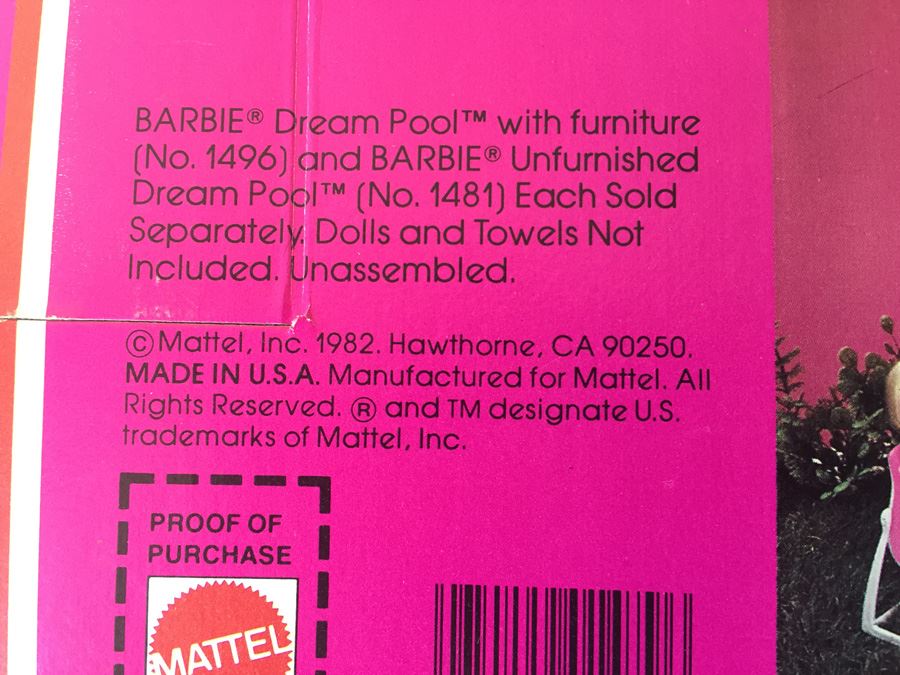 BARBIE® Dream Pool™ with furniture
(No. 1496) and BARBIE® Unfurnished
Dream Pool™ (No. 1481) Each Sold
Separately Dolls and Towels Not
Included. Unassembled.
©Mattel, Inc. 1982. Hawthorne, CA 90250.
MADE IN U.S.A. Manufactured for Mattel. All
Rights Reserved. ® and TM designate U.S.
trademarks of Mattel, Inc.
PROOF OF
PURCHASE
MATTEL